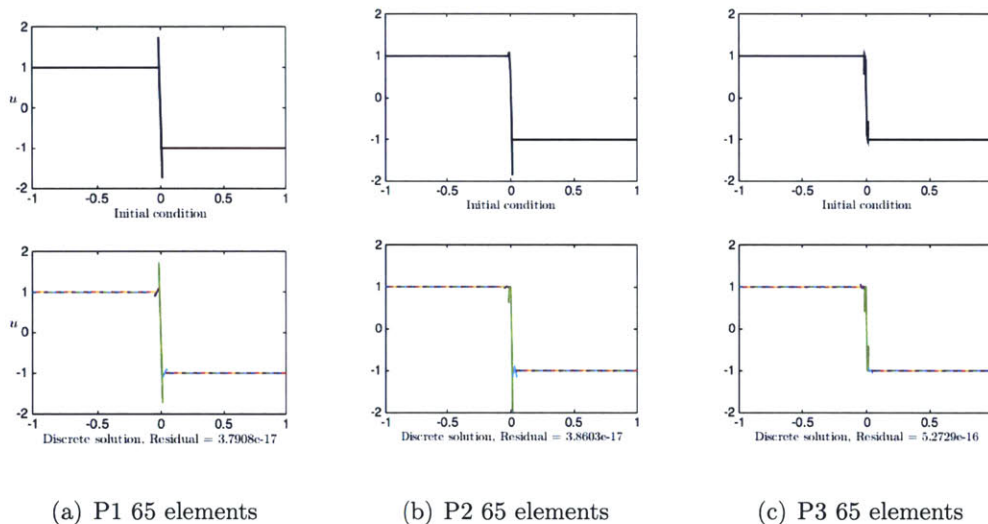 2
2
2
1
1
1
u
0
0
0
-1
-1
-1
-2
-2
-2
-1 -0.5 0 0.5 1
-1 -0.5 0 0.5 1
-1 -0.5 0 0.5 1
Initial condition
Initial condition
Initial condition
2
2
2
1
1
1
u
0
0
0
-1
-1
-1
-2
-2
-2
-1 -0.5 0 0.5 1
-1 -0.5 0 0.5 1
-1 -0.5 0 0.5 1
Discrete solution, Residual = 3.7908e-17
Discrete solution, Residual = 3.8603e-17
Discrete solution, Residual = 5.2729e-16
(a) P1 65 elements
(b) P2 65 elements
(c) P3 65 elements